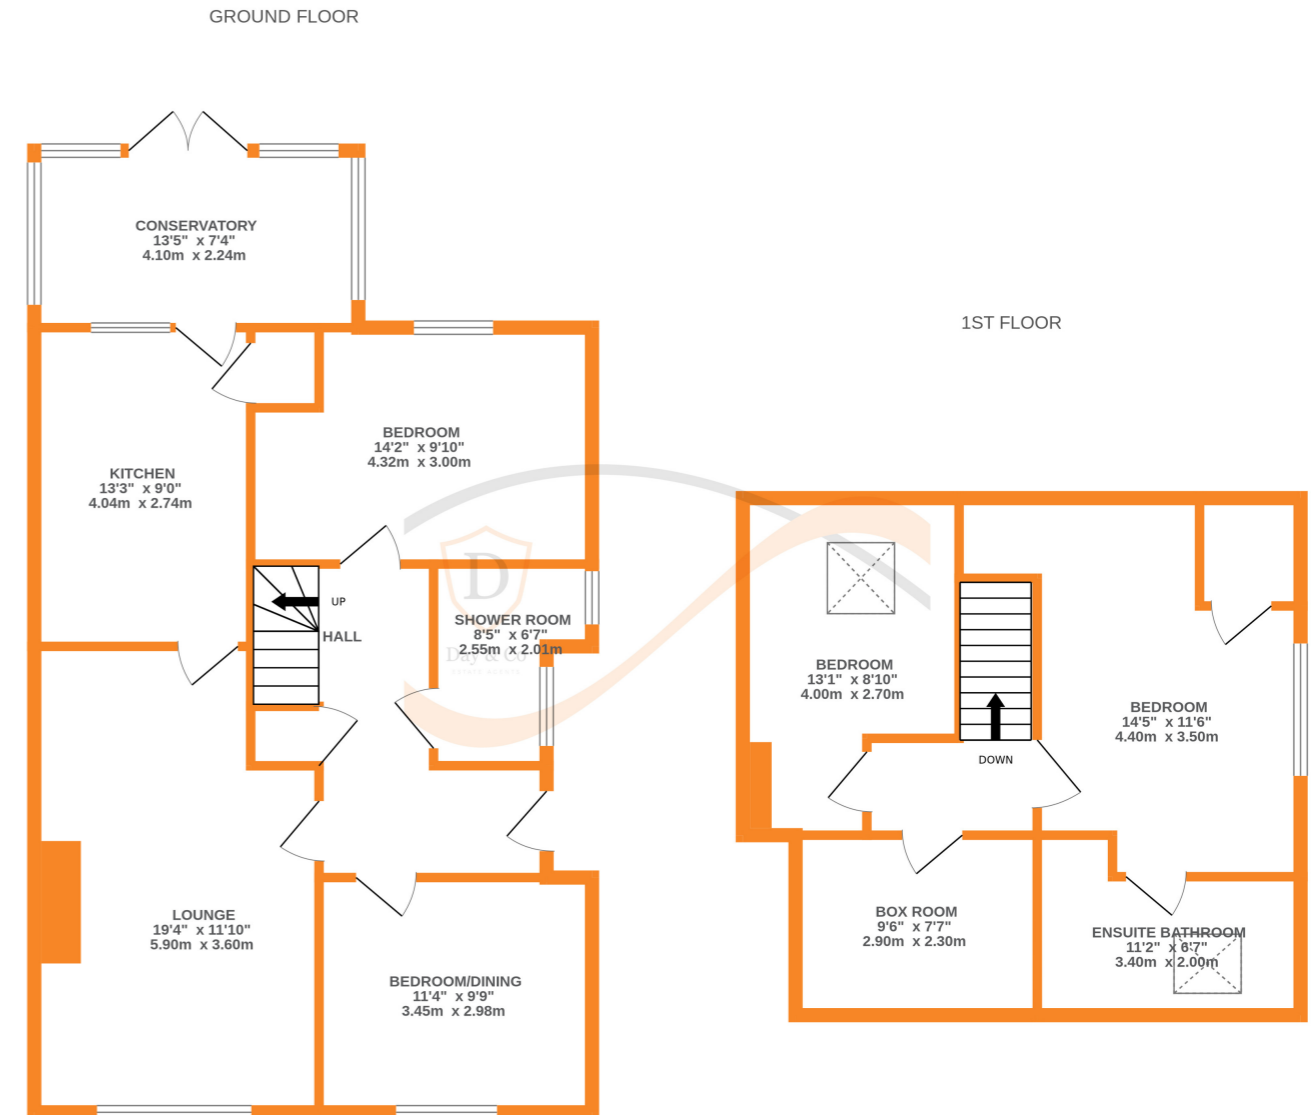 GROUND FLOOR
CONSERVATORY
13'5" x 7'4"
4.10m x 2.24m
BEDROOM
14'2" x 9'10"
4.32m x 3.00m
KITCHEN
13'3" x 9'0"
4.04m x 2.74m
UP
HALL
SHOWER ROOM
8'5" x 6'7"
2.55m x 2.01m
D
Day & Co
LOUNGE
19'4" x 11'10"
5.90m x 3.60m
BEDROOM/DINING
11'4" x 9'9"
3.45m x 2.98m
1ST FLOOR
BEDROOM
13'1" x 8'10"
4.00m x 2.70m
BEDROOM
14'5" x 11'6"
4.40m x 3.50m
DOWN
BOX ROOM
9'6" x 7'7"
2.90m x 2.30m
ENSUITE BATHROOM
11'2" x 6'7"
3.40m x 2.00m